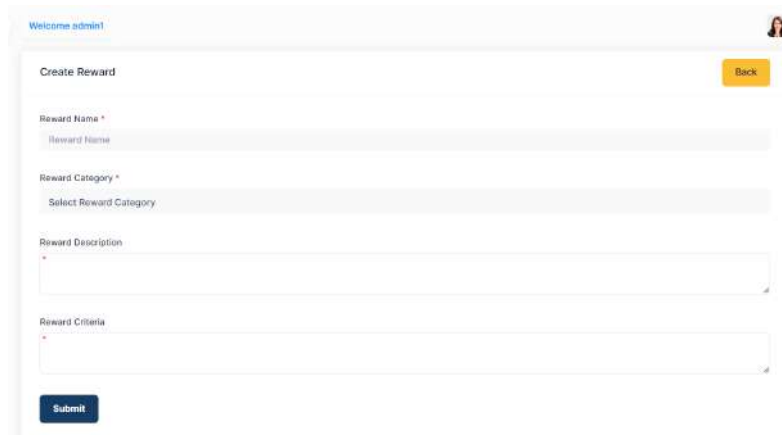 Welcome admin1
Create Reward
Back
Reward Name *
Reward Name
Reward Category *
Select Reward Category
Reward Description
*
Reward Criteria
*
Submit